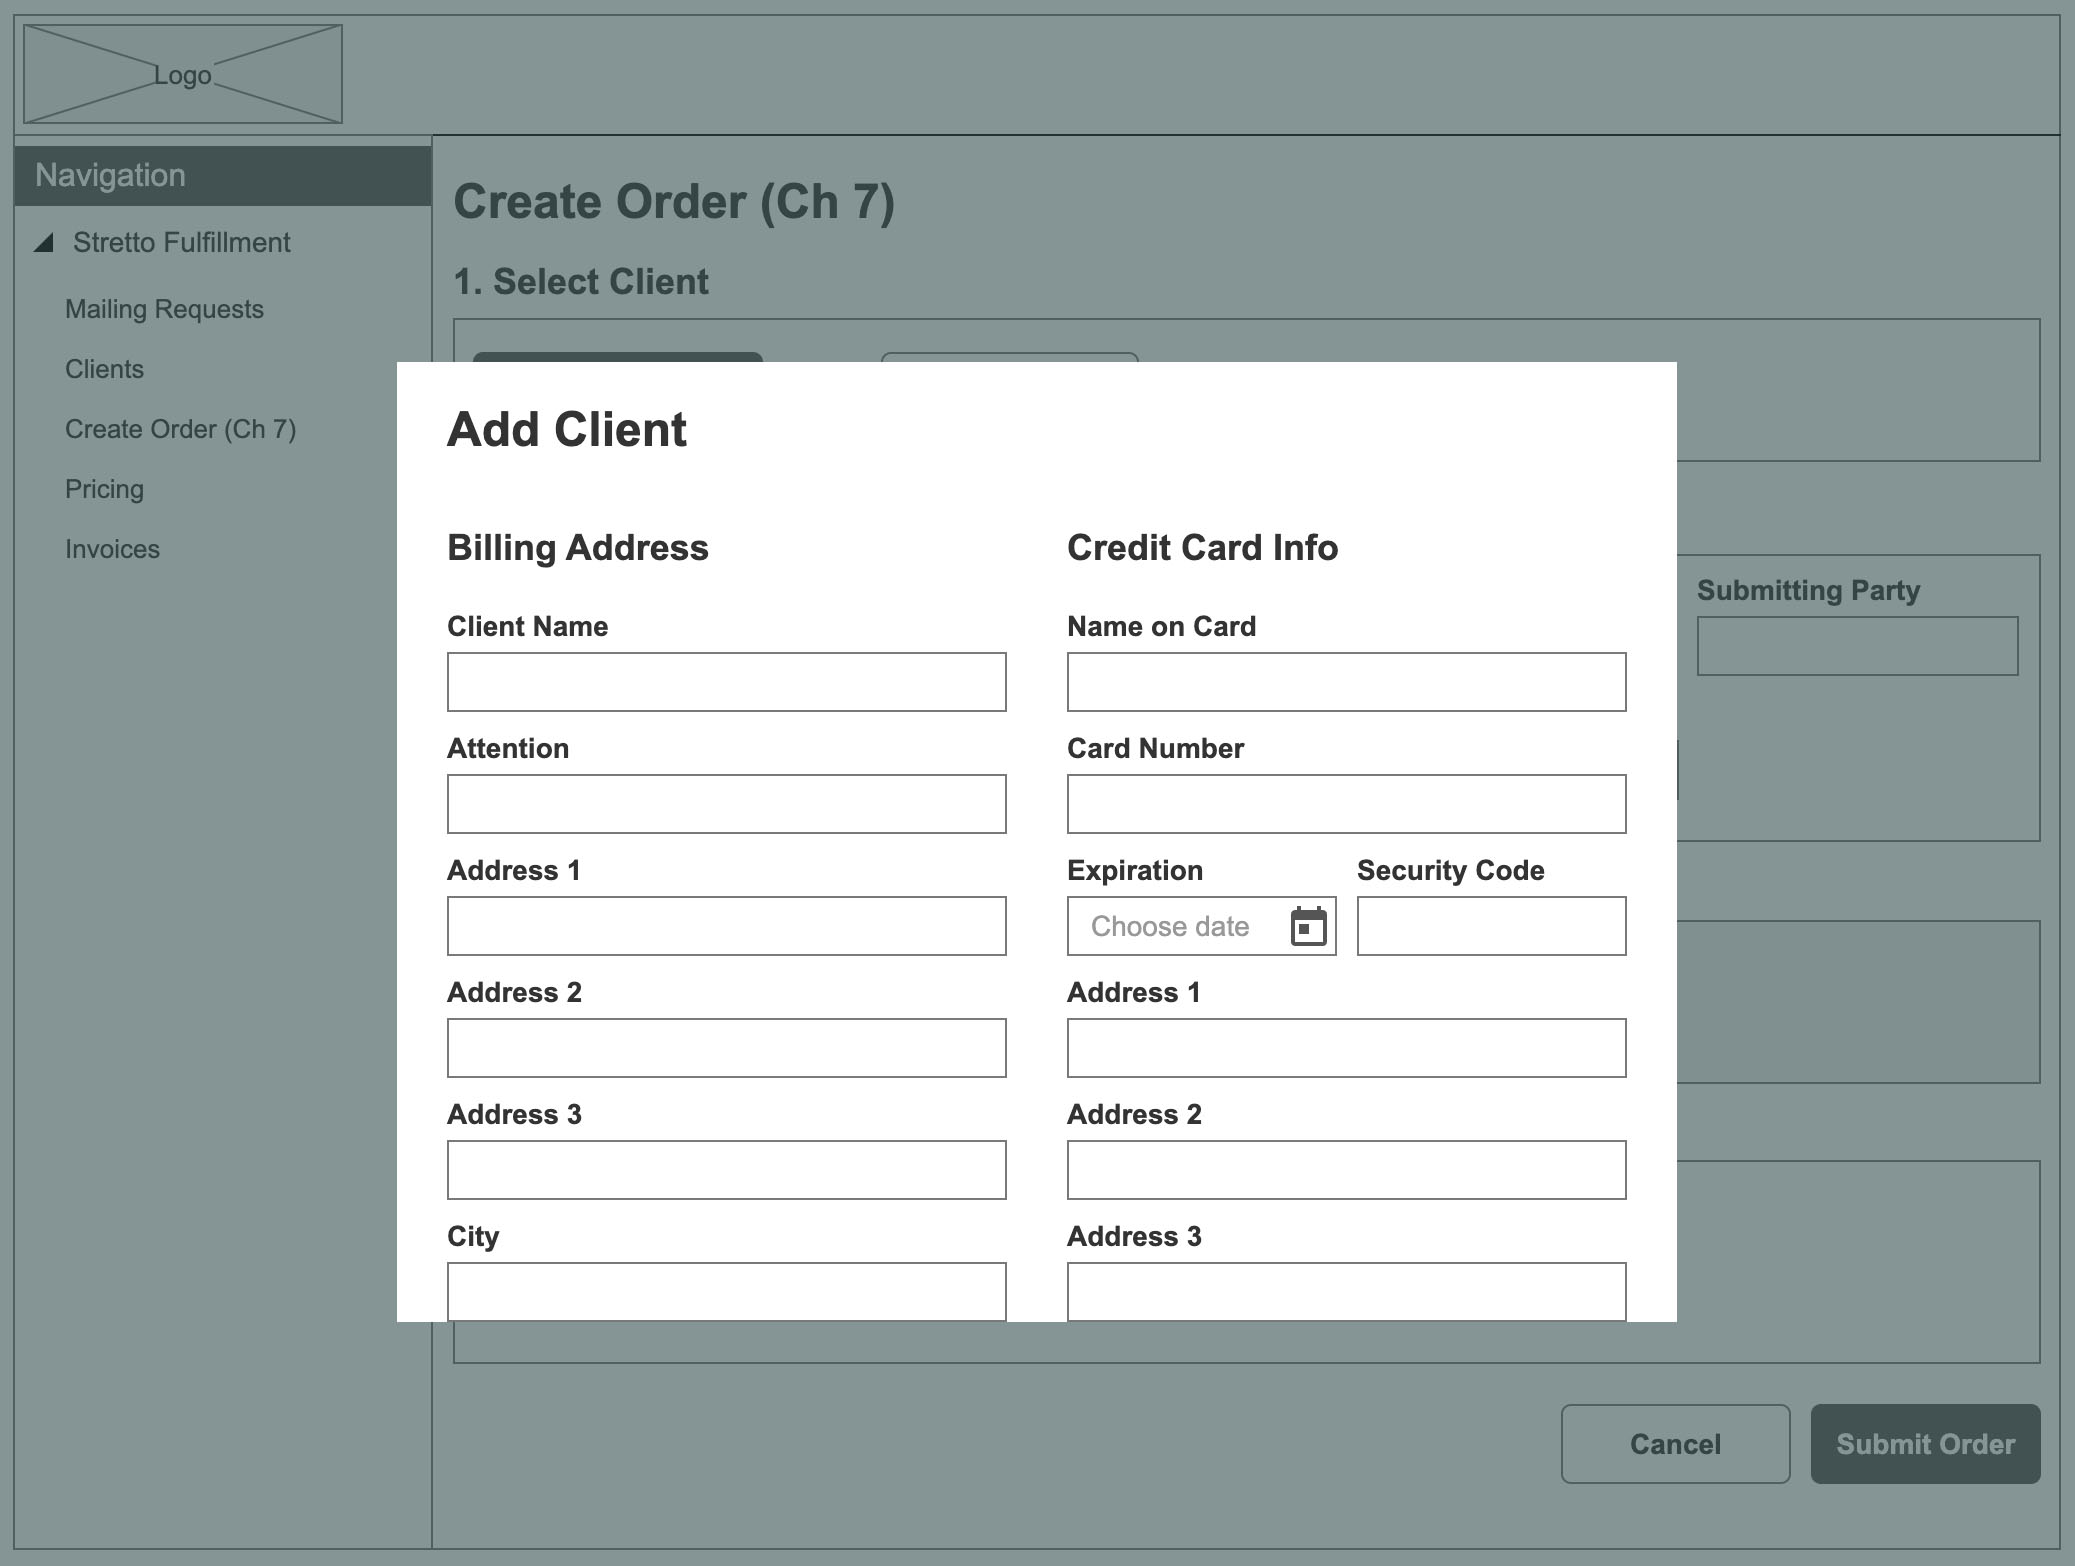 Logo
Navigation
Stretto Fulfillment
Mailing Requests
Clients
Create Order (Ch 7)
Pricing
Invoices
Create Order (Ch 7)
1. Select Client
Submitting Party
Add Client
Billing Address
Client Name
Attention
Address 1
Address 2
Address 3
City
Credit Card Info
Name on Card
Card Number
Expiration
Security Code
Choose date
Address 1
Address 2
Address 3
Cancel
Submit Order